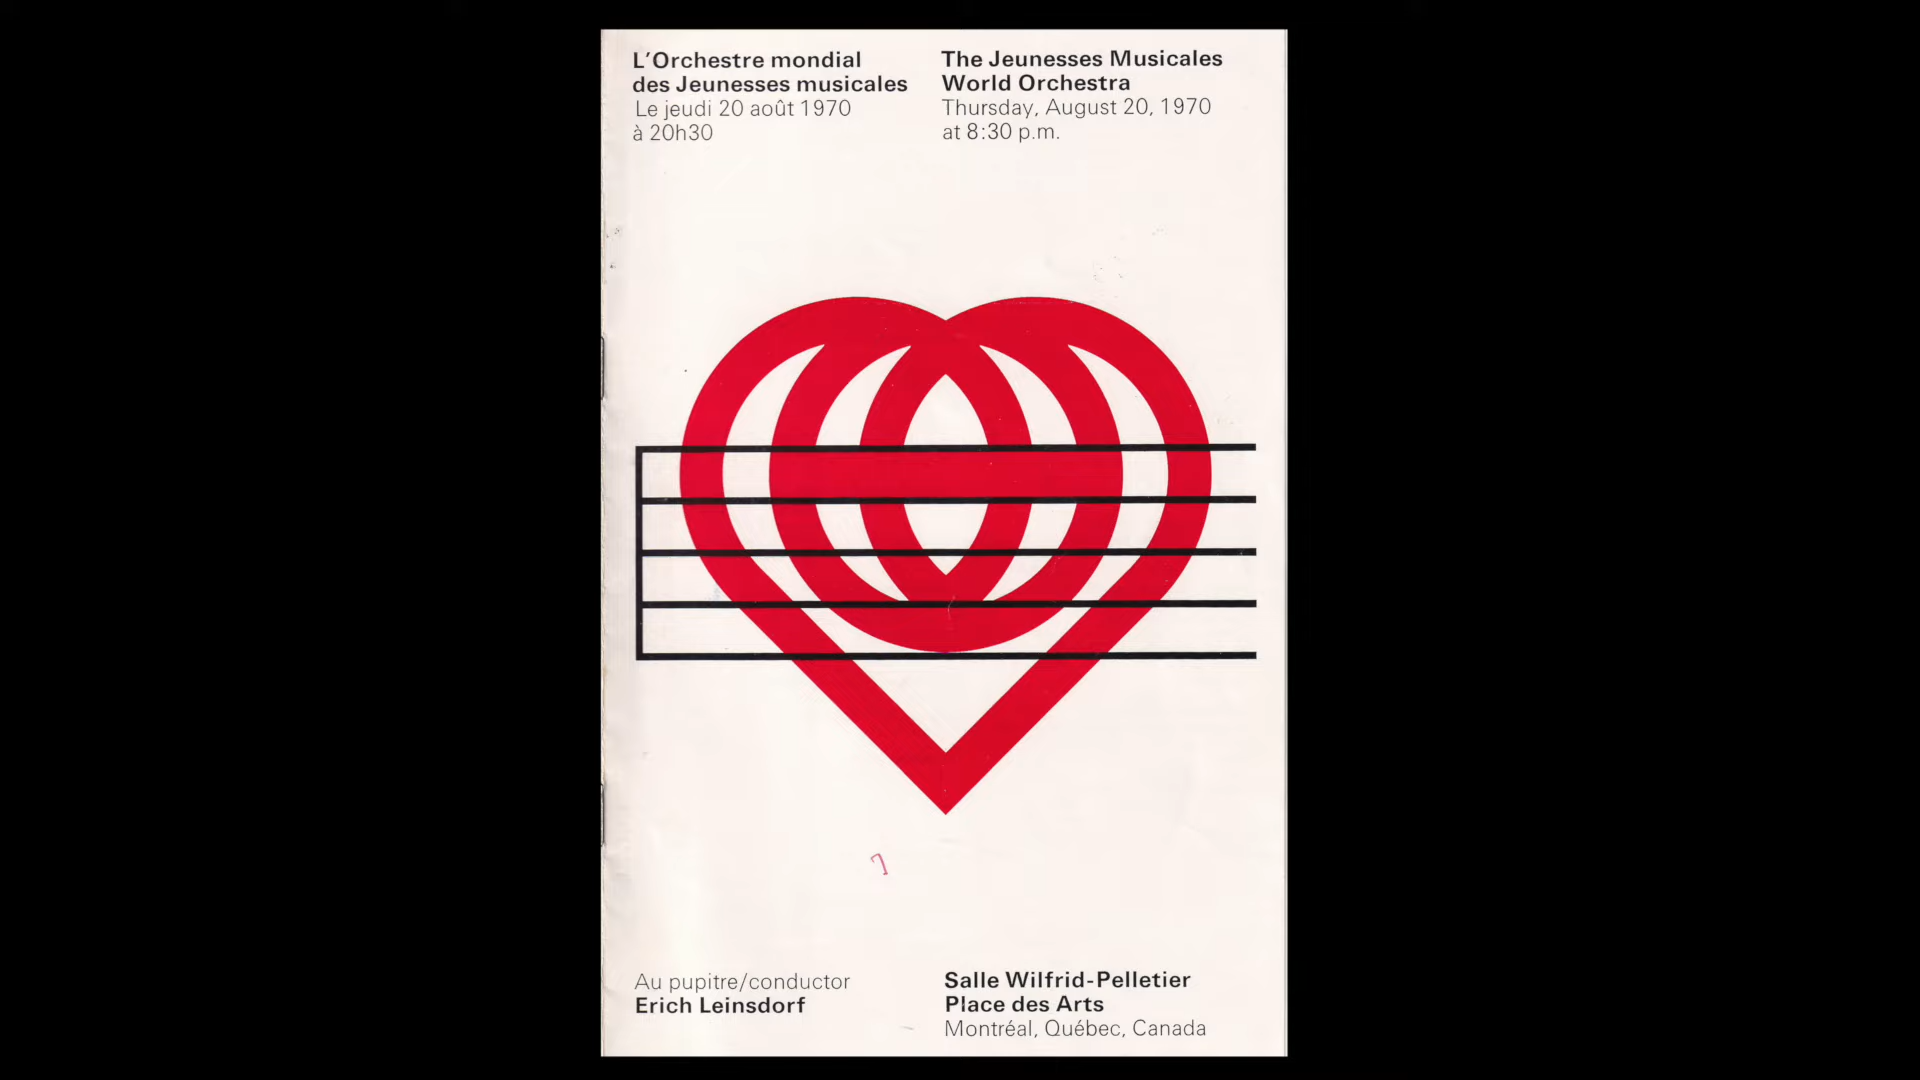 L'Orchestre mondial
des Jeunesses musicales
Le jeudi 20 août 1970
à 20h30
The Jeunesses Musicales
World Orchestra
Thursday, August 20, 1970
at 8:30 p.m.
Au pupitre/conductor
Erich Leinsdorf
Salle Wilfrid-Pelletier
Place des Arts
Montréal, Québec, Canada